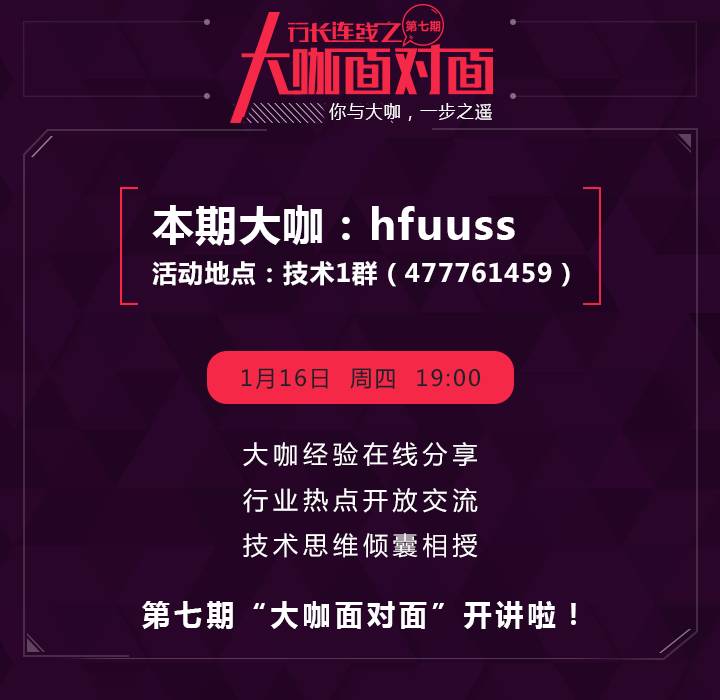 行长连线之
第七期
大咖面对面
你与大咖，一步之遥
本期大咖：hfuuss
活动地点：技术1群（477761459）
1月16日 周四 19:00
大咖经验在线分享
行业热点开放交流
技术思维倾囊相授
第七期“大咖面对面”开讲啦！